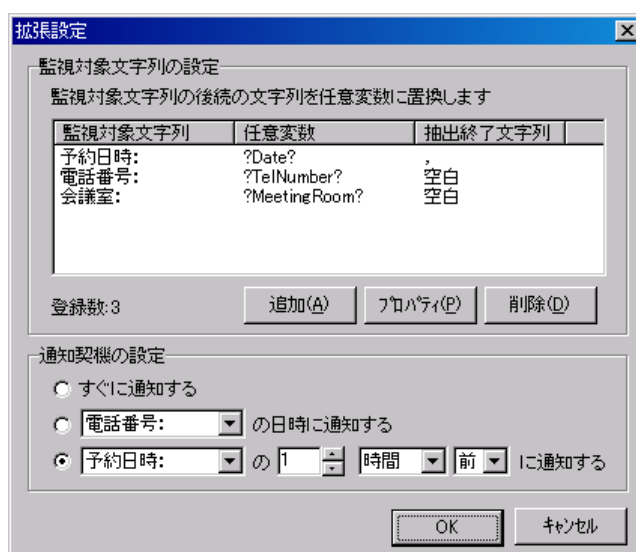 拡張設定
監視対象文字列の設定
監視対象文字列の後続の文字列を任意変数に置換します
監視対象文字列 任意変数 抽出終了文字列
予約日時: ?Date? ,
電話番号: ?TelNumber? 空白
会議室: ?MeetingRoom? 空白
登録数:3 追加(A) プロパティ(P) 削除(D)
通知契機の設定
すぐに通知する
電話番号: の日時に通知する
予約日時: の 1 時間 前 に通知する
OK キャンセル